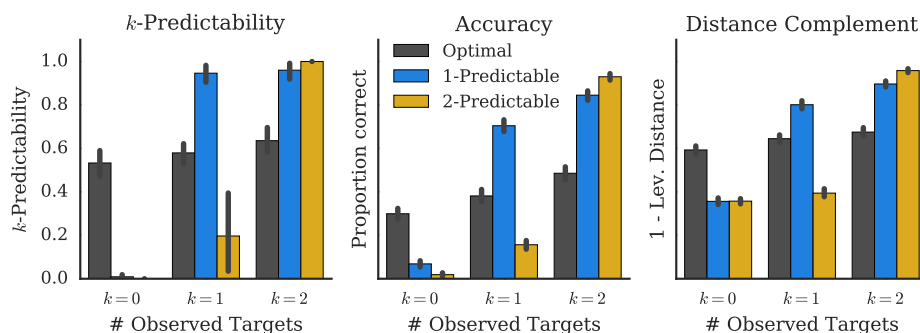 k-Predictability
Accuracy
Distance Complement
k-Predictability
1.0
0.8
0.6
0.4
0.2
0.0
k = 0
k = 1
k = 2
# Observed Targets
Proportion correct
Optimal
1-Predictable
2-Predictable
k = 0
k = 1
k = 2
# Observed Targets
1 - Lev. Distance
k = 0
k = 1
k = 2
# Observed Targets